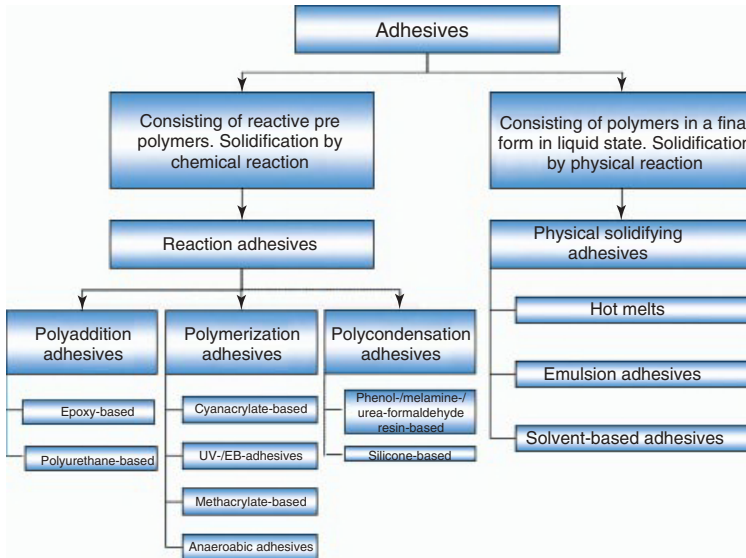 Adhesives
Consisting of reactive pre
polymers. Solidification by
chemical reaction
Consisting of polymers in a fina
form in liquid state. Solidification
by physical reaction
Reaction adhesives
Physical solidifying
adhesives
Polyaddition
adhesives
Polymerization
adhesives
Polycondensation
adhesives
Hot melts
Emulsion adhesives
Solvent-based adhesives
Epoxy-based
Polyurethane-based
Cyanacrylate-based
UV-/EB-adhesives
Methacrylate-based
Anaeroabic adhesives
Phenol-/melamine-/
urea-formaldehyde
resin-based
Silicone-based